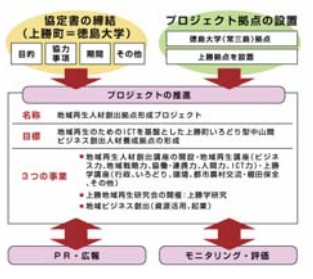 協定書の締結
(上勝町＝徳島大学)
目的
協力
事項
期間
その他
プロジェクト拠点の設置
徳島大学(常三島)拠点
上勝拠点を設置
プロジェクトの推進
名称
地域再生人材創出拠点形成プロジェクト
目標
地域再生のためのICTを基盤とした上勝町いろどり型中山間
ビジネス創出人材養成拠点の形成
3つの事業
●地域再生人材創出講座の開設・地域再生講座(ビジネ
ス力、地域戦略力、協働・連携力、人間力、ICT力)・上勝
学講座(行政、いろどり、環境、都市農村交流・棚田保全
、その他)
●上勝地域再生研究会の開催：上勝学研究
●地域ビジネス創出(資源活用、起業)
PR・広報
モニタリング・評価